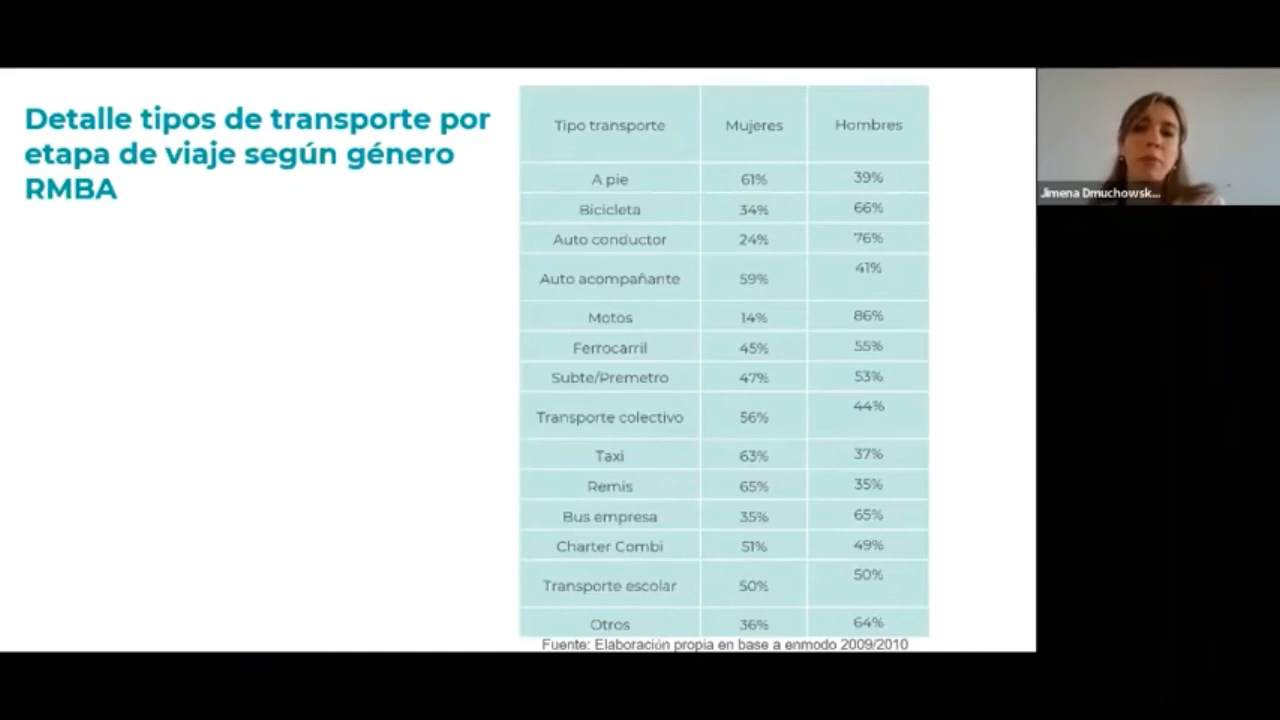 Detalle tipos de transporte por
etapa de viaje según género
RMBA
Tipo transporte Mujeres Hombres
A pie 61% 39%
Bicicleta 34% 66%
Auto conductor 24% 76%
Auto acompañante 59% 41%
Motos 14% 86%
Ferrocarril 45% 55%
Subte/Premetro 47% 53%
Transporte colectivo 56% 44%
Taxi 63% 37%
Remis 65% 35%
Bus empresa 35% 65%
Charter Combi 51% 49%
Transporte escolar 50% 50%
Otros 36% 64%
Fuente: Elaboración propia en base a enmodo 2009/2010
Jimena Dmuchowsk...